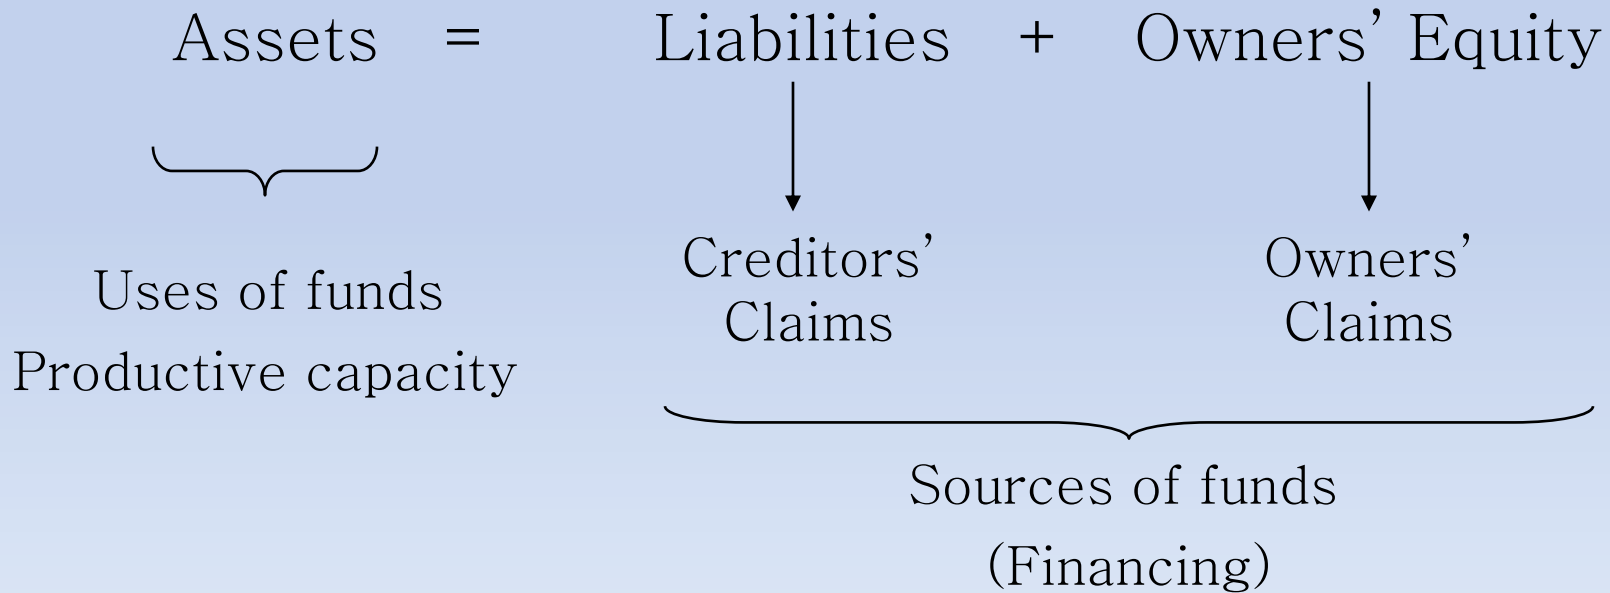 Assets = Liabilities + Owners’ Equity
Creditors’
Claims
Owners’
Claims
Uses of funds
Productive capacity
Sources of funds
(Financing)